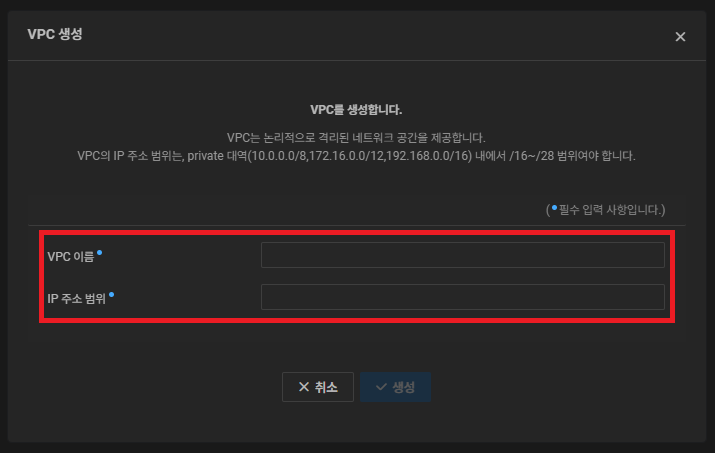 VPC 생성
VPC를 생성합니다.
VPC는 논리적으로 격리된 네트워크 공간을 제공합니다.
VPC의 IP 주소 범위는, private 대역(10.0.0.0/8,172.16.0.0/12,192.168.0.0/16) 내에서 /16~/28 범위여야 합니다.
(•필수 입력 사항입니다.)
VPC 이름•
IP 주소 범위•
취소
생성